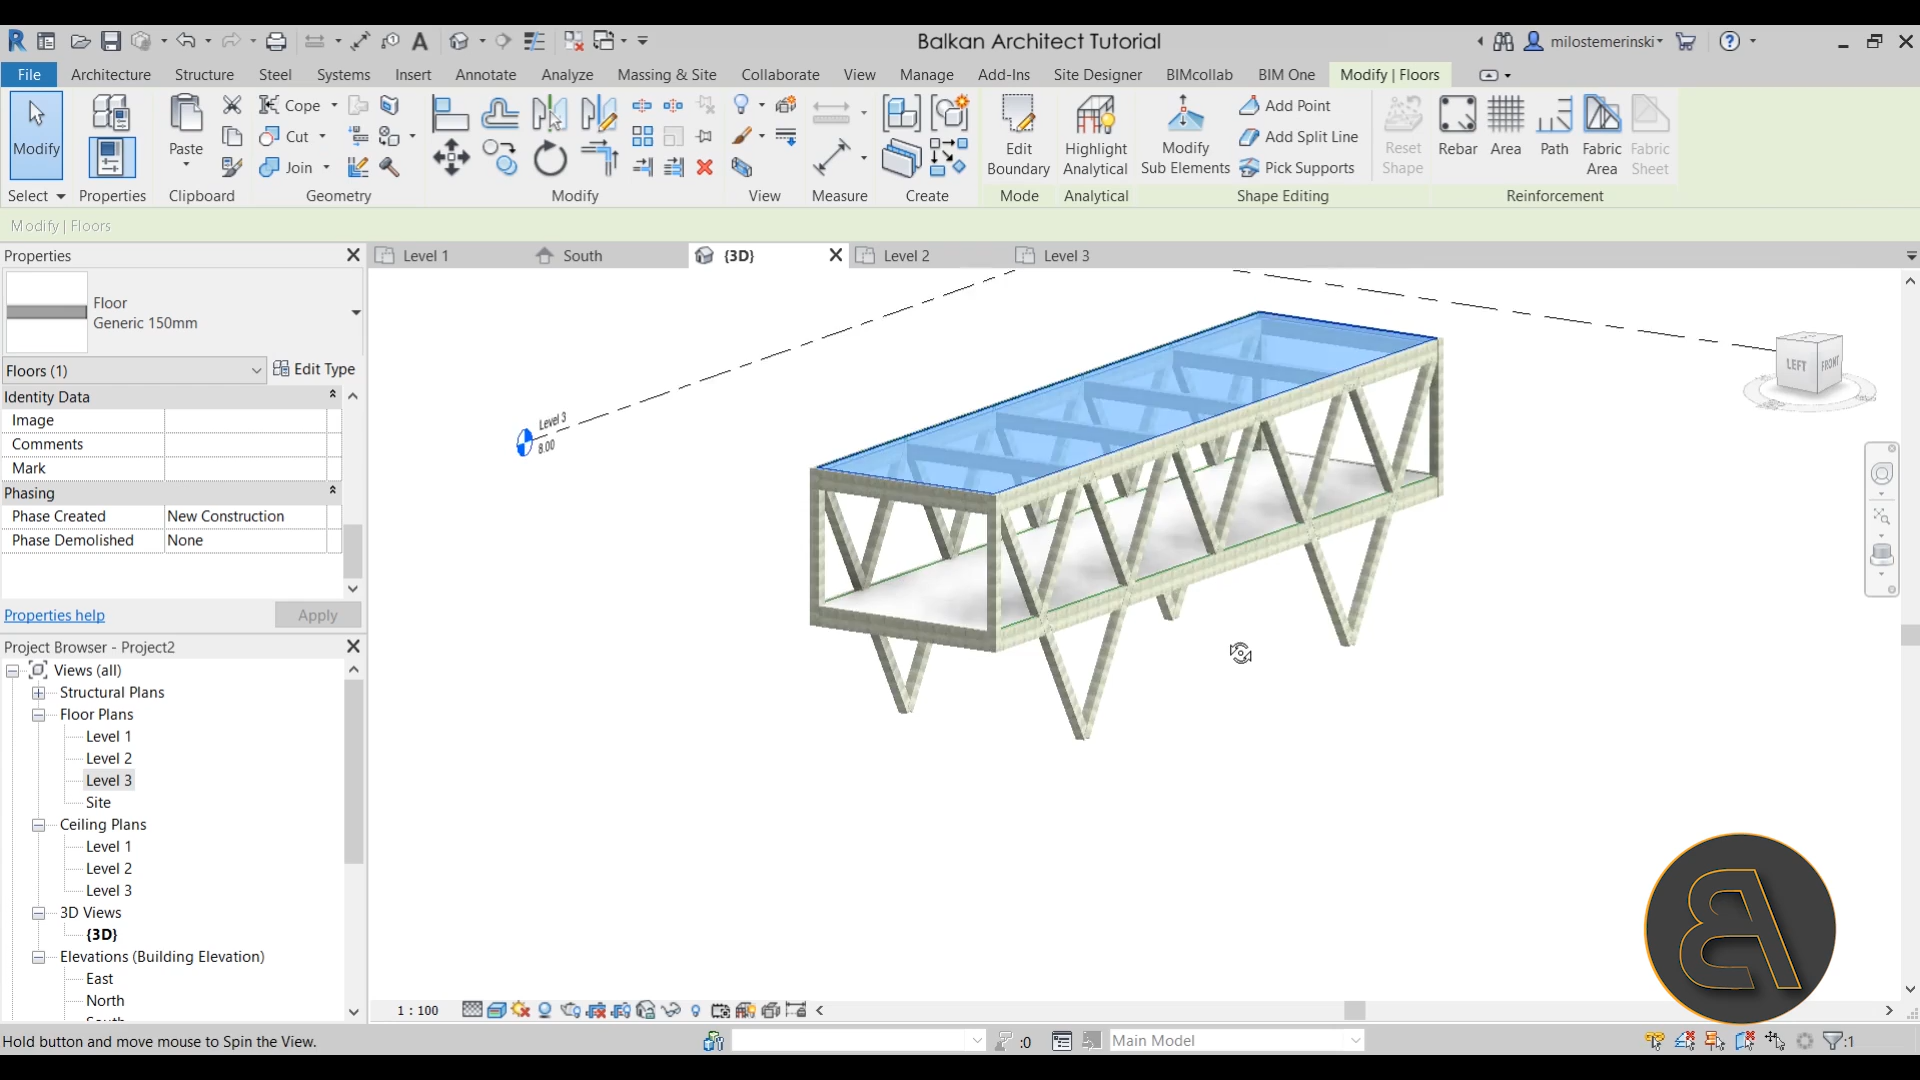 Balkan Architect Tutorial
milostemerinski
File Architecture Structure Steel Systems Insert Annotate Analyze Massing & Site Collaborate View Manage Add-Ins Site Designer BIMcollab BIM One Modify | Floors
Modify
Paste
Cope
Cut
Join
Edit Boundary
Highlight Analytical
Modify Sub Elements
Add Point
Add Split Line
Pick Supports
Reset Shape
Rebar
Area
Path
Fabric Area
Fabric Sheet
Select Properties Clipboard Geometry Modify View Measure Create Mode Analytical Shape Editing Reinforcement
Modify | Floors
Properties
Level 1 South {3D} Level 2 Level 3
Floor
Generic 150mm
Floors (1) Edit Type
Identity Data
Image
Comments
Mark
Phasing
Phase Created New Construction
Phase Demolished None
Properties help Apply
Project Browser - Project2
Views (all)
Structural Plans
Floor Plans
Level 1
Level 2
Level 3
Site
Ceiling Plans
Level 1
Level 2
Level 3
3D Views
{3D}
Elevations (Building Elevation)
East
North
South
Level 3
8.00
LEFT FRONT
1 : 100
Hold button and move mouse to Spin the View.
:0
Main Model
:1